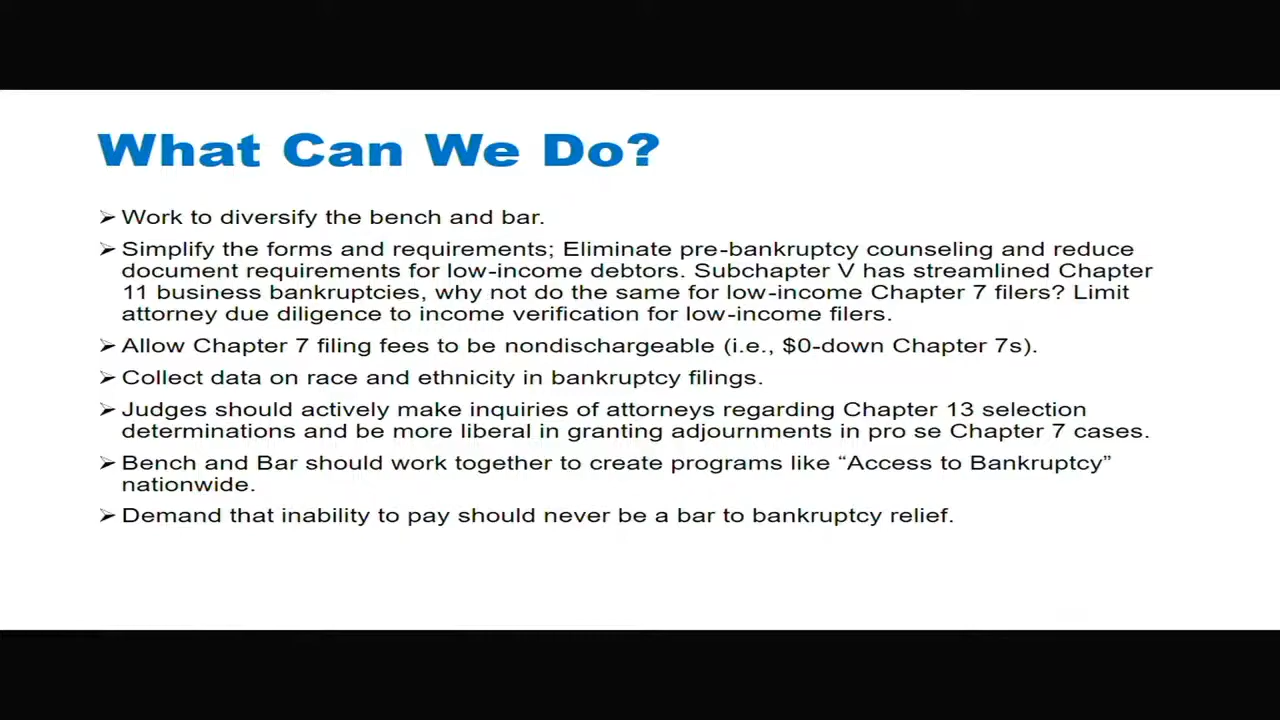 What Can We Do?
➢ Work to diversify the bench and bar.
➢ Simplify the forms and requirements; Eliminate pre-bankruptcy counseling and reduce
document requirements for low-income debtors. Subchapter V has streamlined Chapter
11 business bankruptcies, why not do the same for low-income Chapter 7 filers? Limit
attorney due diligence to income verification for low-income filers.
➢ Allow Chapter 7 filing fees to be nondischargeable (i.e., $0-down Chapter 7s).
➢ Collect data on race and ethnicity in bankruptcy filings.
➢ Judges should actively make inquiries of attorneys regarding Chapter 13 selection
determinations and be more liberal in granting adjournments in pro se Chapter 7 cases.
➢ Bench and Bar should work together to create programs like “Access to Bankruptcy”
nationwide.
➢ Demand that inability to pay should never be a bar to bankruptcy relief.